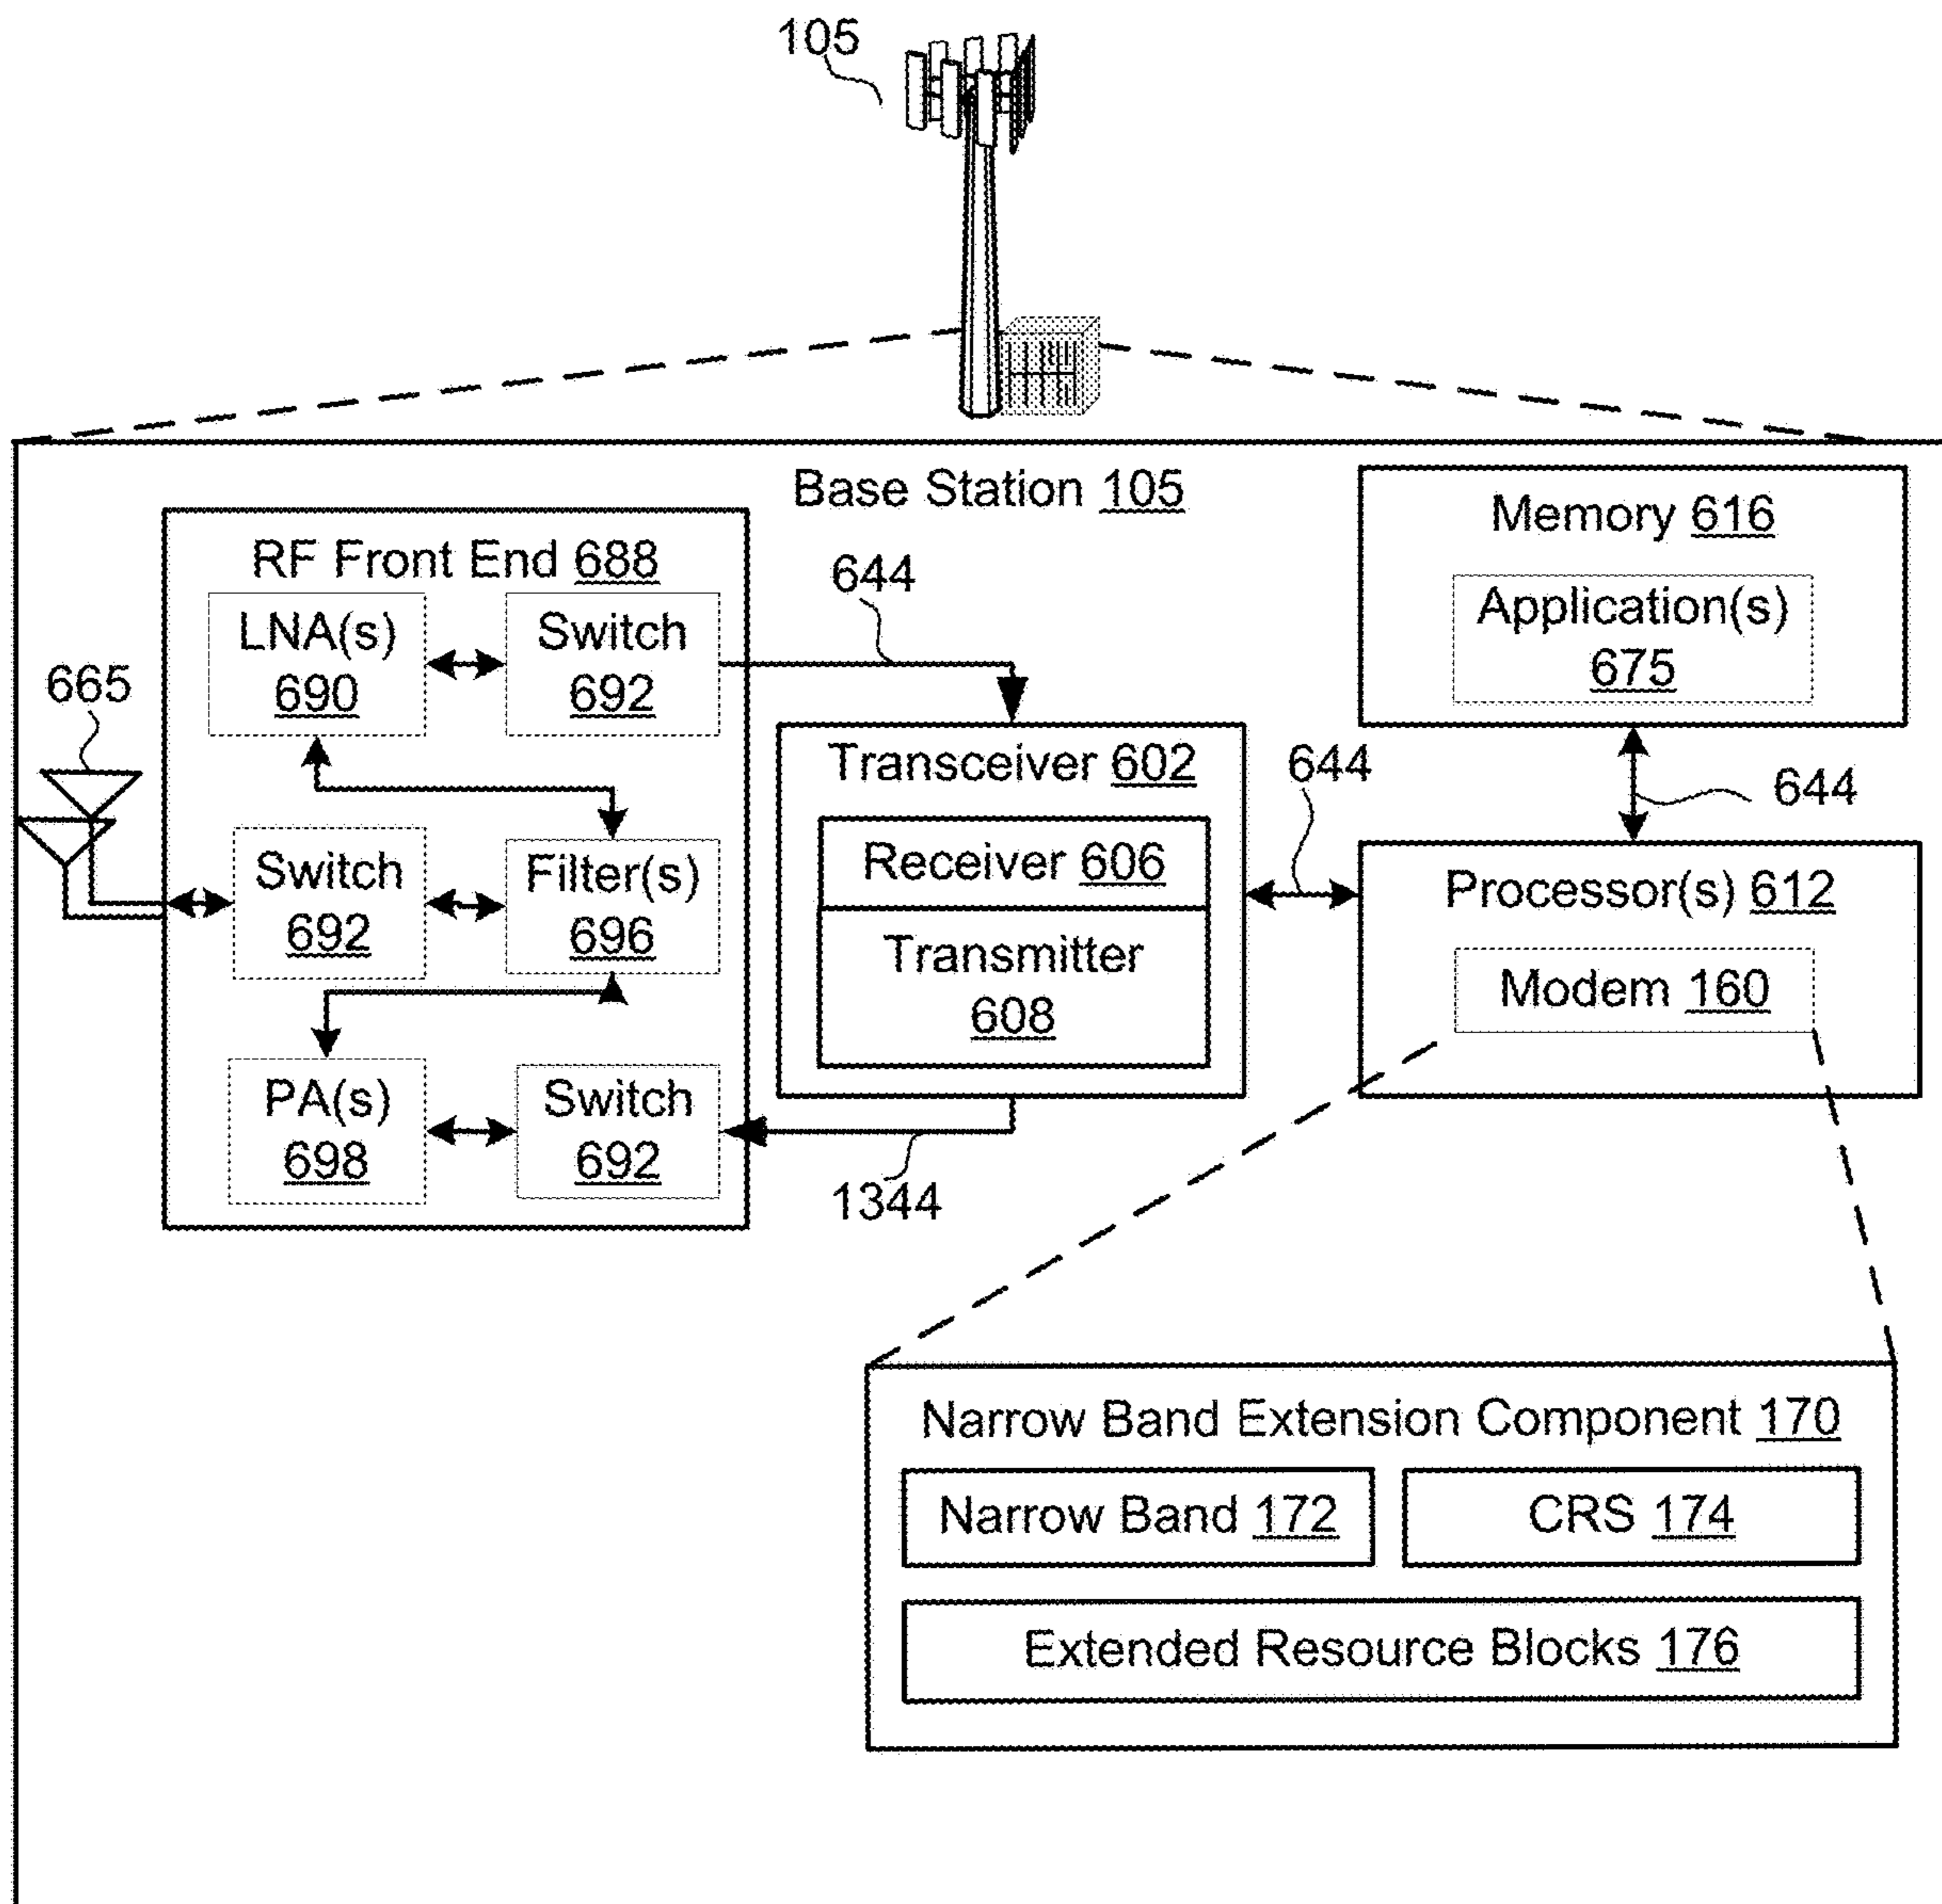 105
Base Station 105
Memory 616
Application(s)
675
RF Front End 688
644
LNA(s)
690
Switch
692
665
Transceiver 602
644
644
Receiver 606
Transmitter
608
Switch
692
Filter(s)
696
Processor(s) 612
Modem 160
PA(s)
698
Switch
692
1344
Narrow Band Extension Component 170
Narrow Band 172
CRS 174
Extended Resource Blocks 176